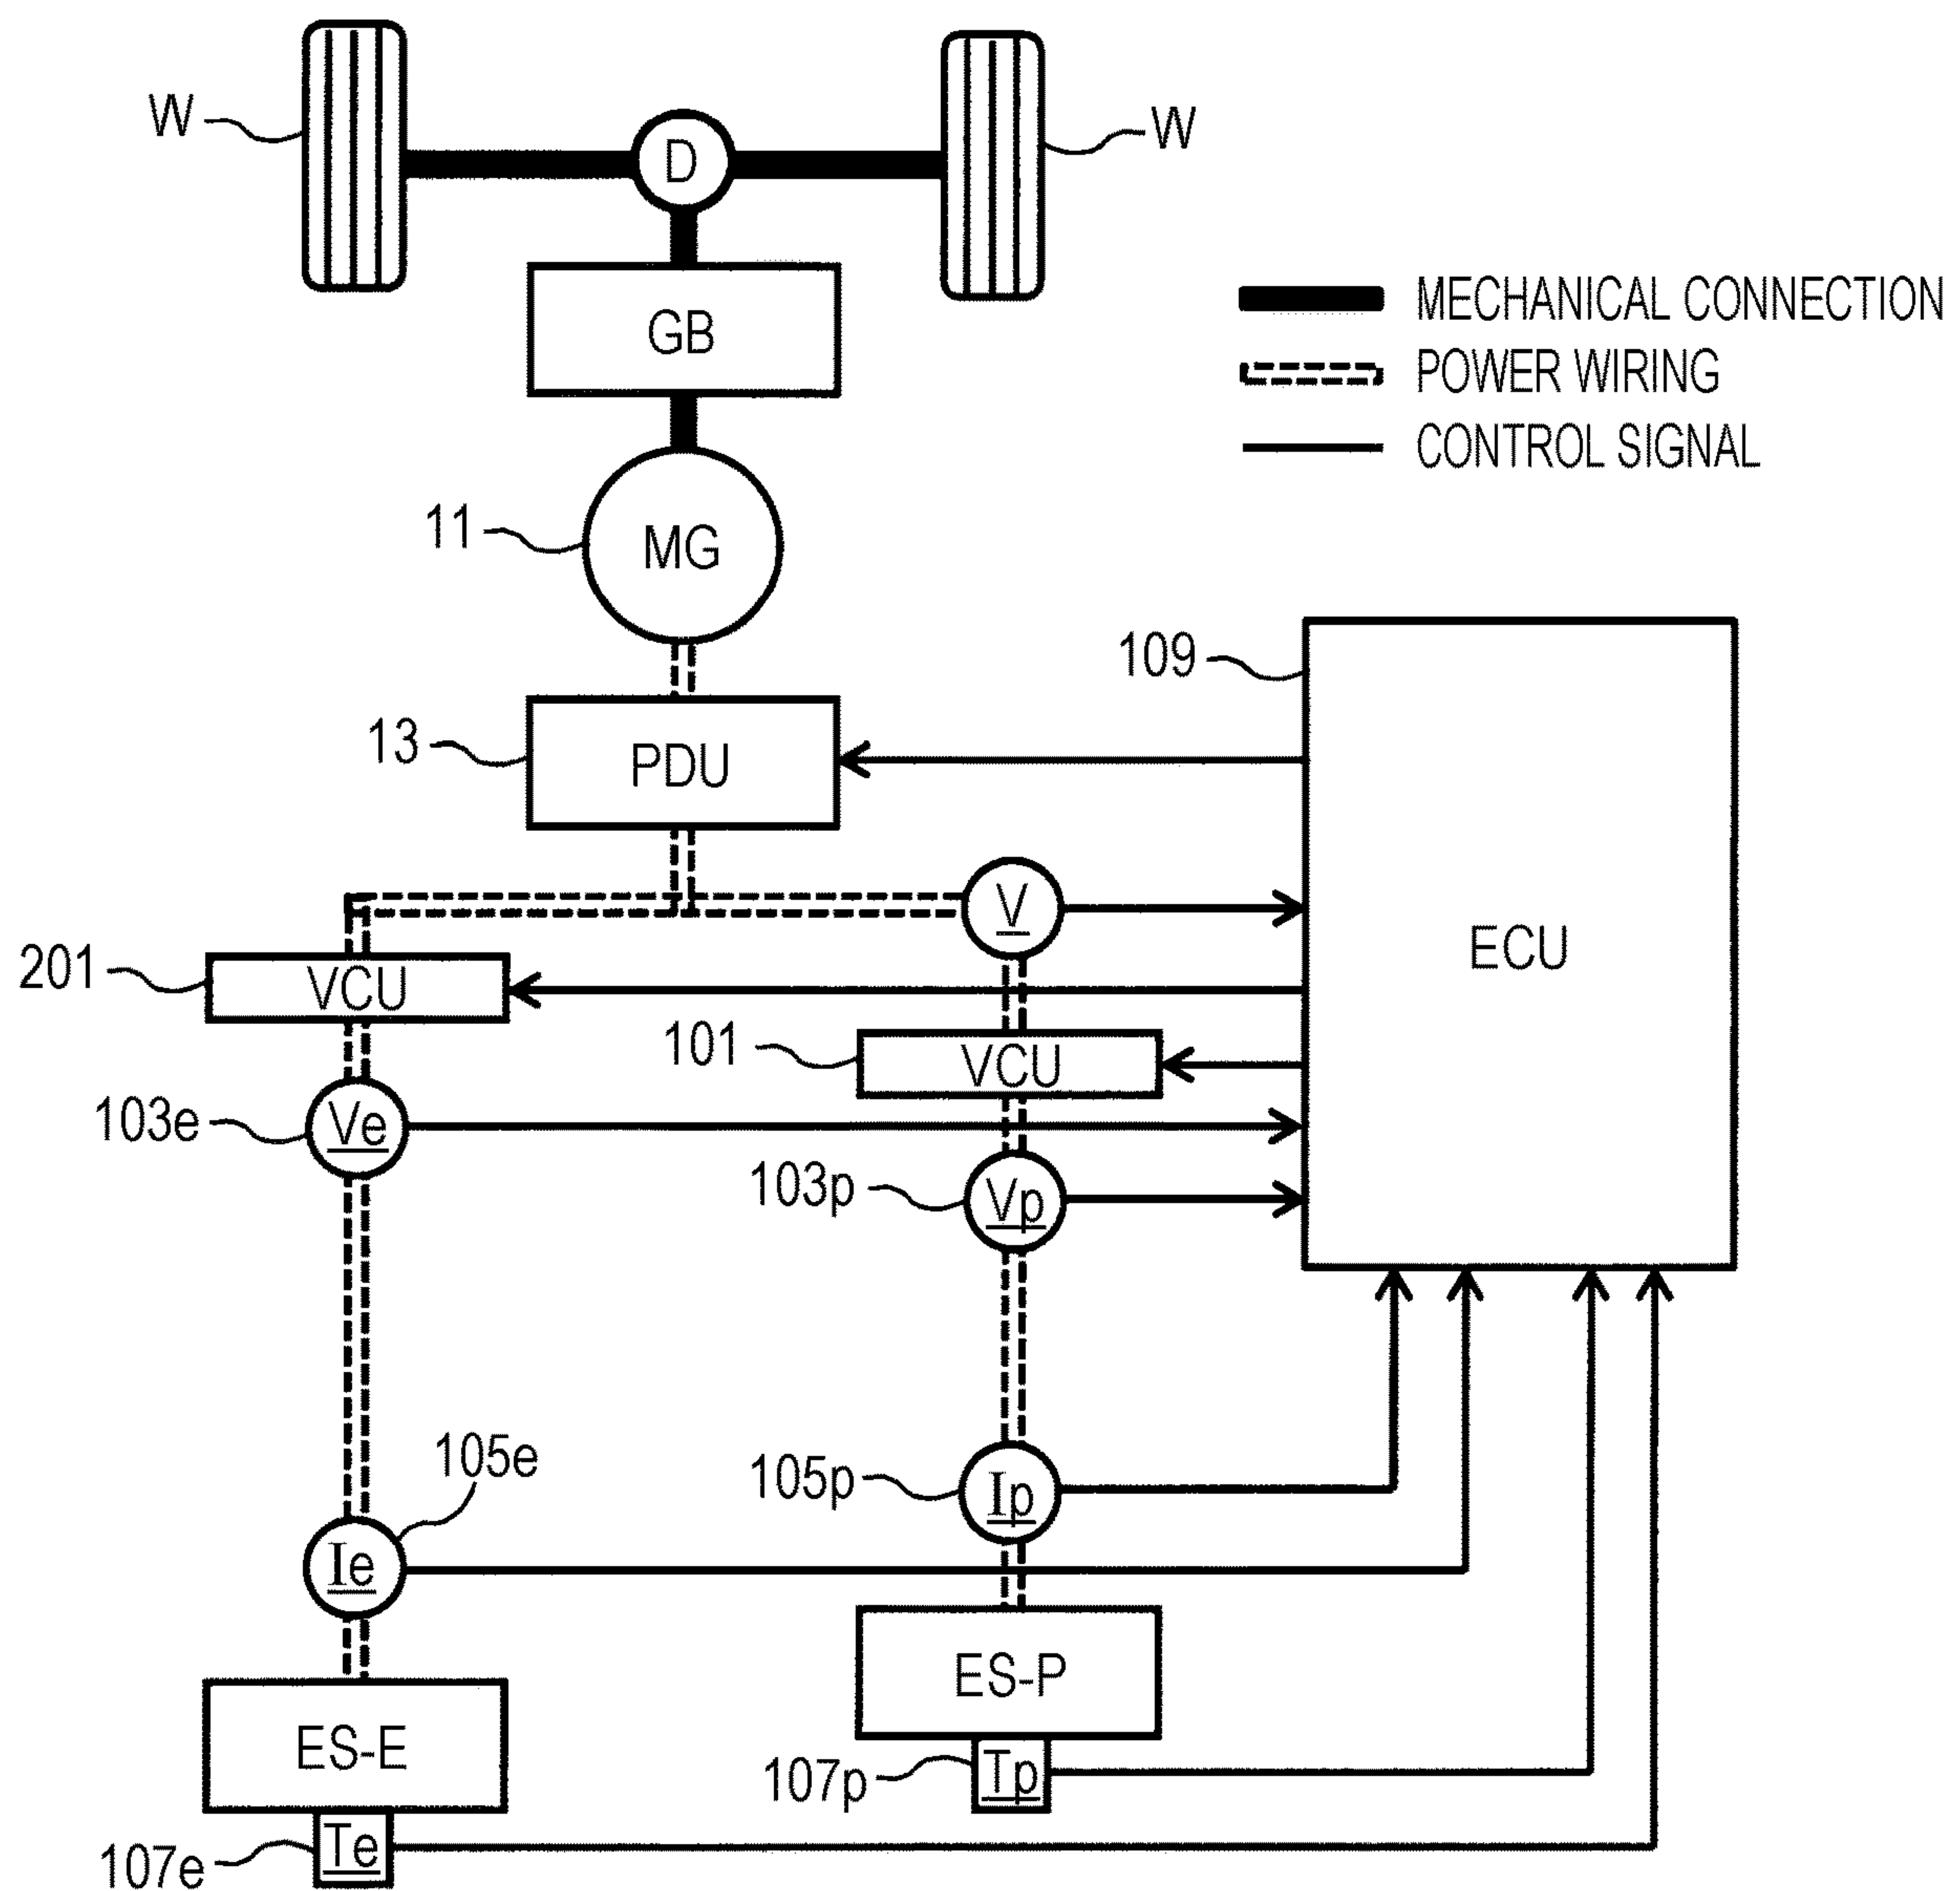 W
W
D
GB
MECHANICAL CONNECTION
POWER WIRING
CONTROL SIGNAL
11
MG
109
13
PDU
V
ECU
201
VCU
101
VCU
103e
Ve
103p
Vp
105e
105p
Ip
Ie
ES-P
ES-E
107p
Tp
107e
Te